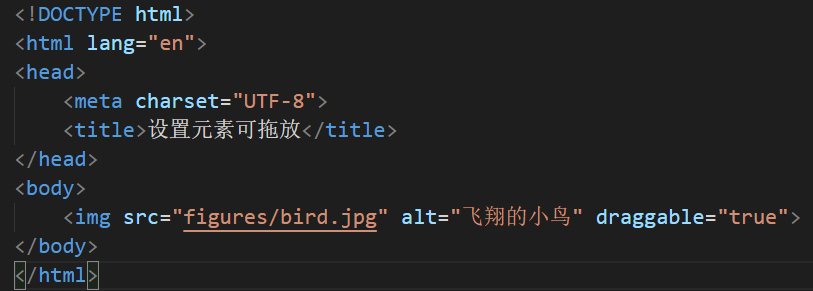 <!DOCTYPE html>
<html lang="en">
<head>
    <meta charset="UTF-8">
    <title>设置元素可拖放</title>
</head>
<body>
    <img src="figures/bird.jpg" alt="飞翔的小鸟" draggable="true">
</body>
</html>